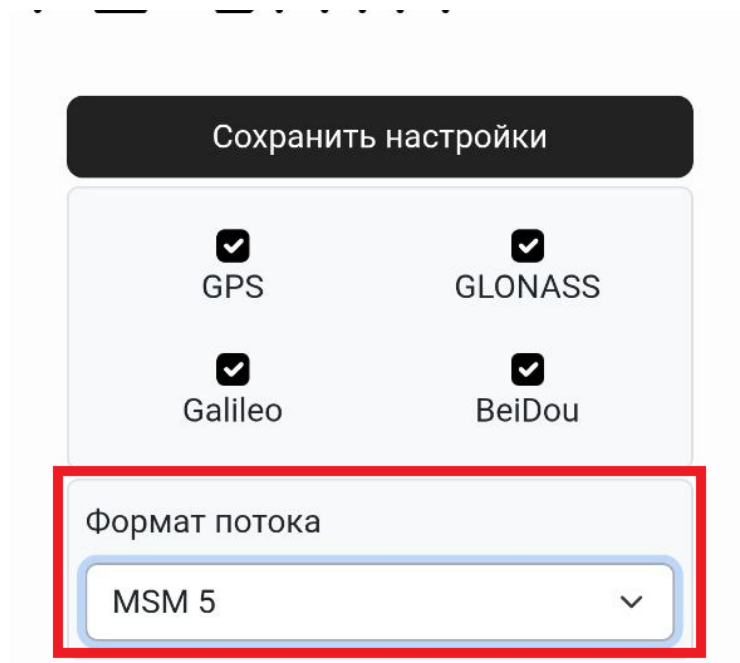 Сохранить настройки
GPS GLONASS
Galileo BeiDou
Формат потока
MSM 5